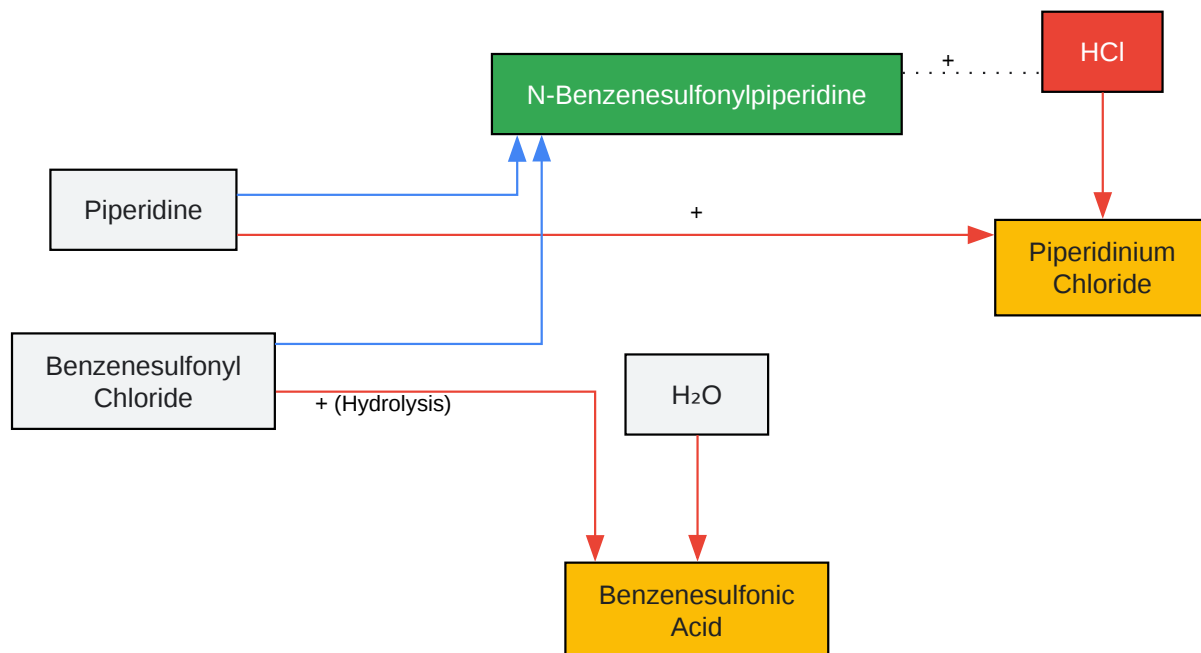 HCl
+
N-Benzenesulfonylpiperidine
Piperidine
+
Piperidinium
Chloride
Benzenesulfonyl
Chloride
+ (Hydrolysis)
H₂O
Benzenesulfonic
Acid